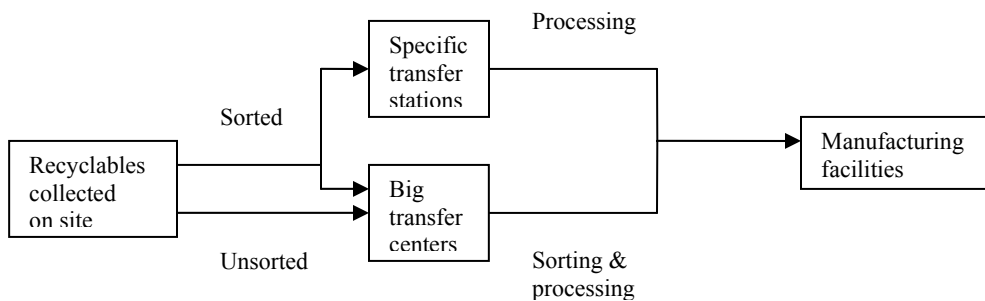 Recyclables
collected
on site
Sorted
Unsorted
Specific
transfer
stations
Big
transfer
centers
Processing
Sorting &
processing
Manufacturing
facilities